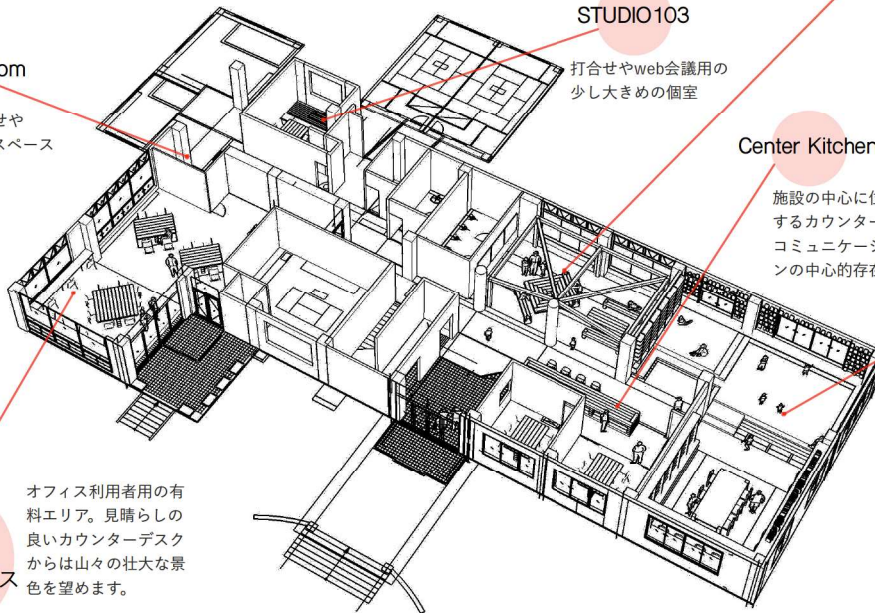 STUDIO103
打合せやweb会議用の
少し大きめの個室
om
せや
スペース
Center Kitchen
施設の中心に位
するカウンター
コミュニケーシ
ンの中心的存在
オフィス利用者用の有
料エリア。見晴らしの
良いカウンターデスク
からは山々の壮大な景
色を望めます。
ス